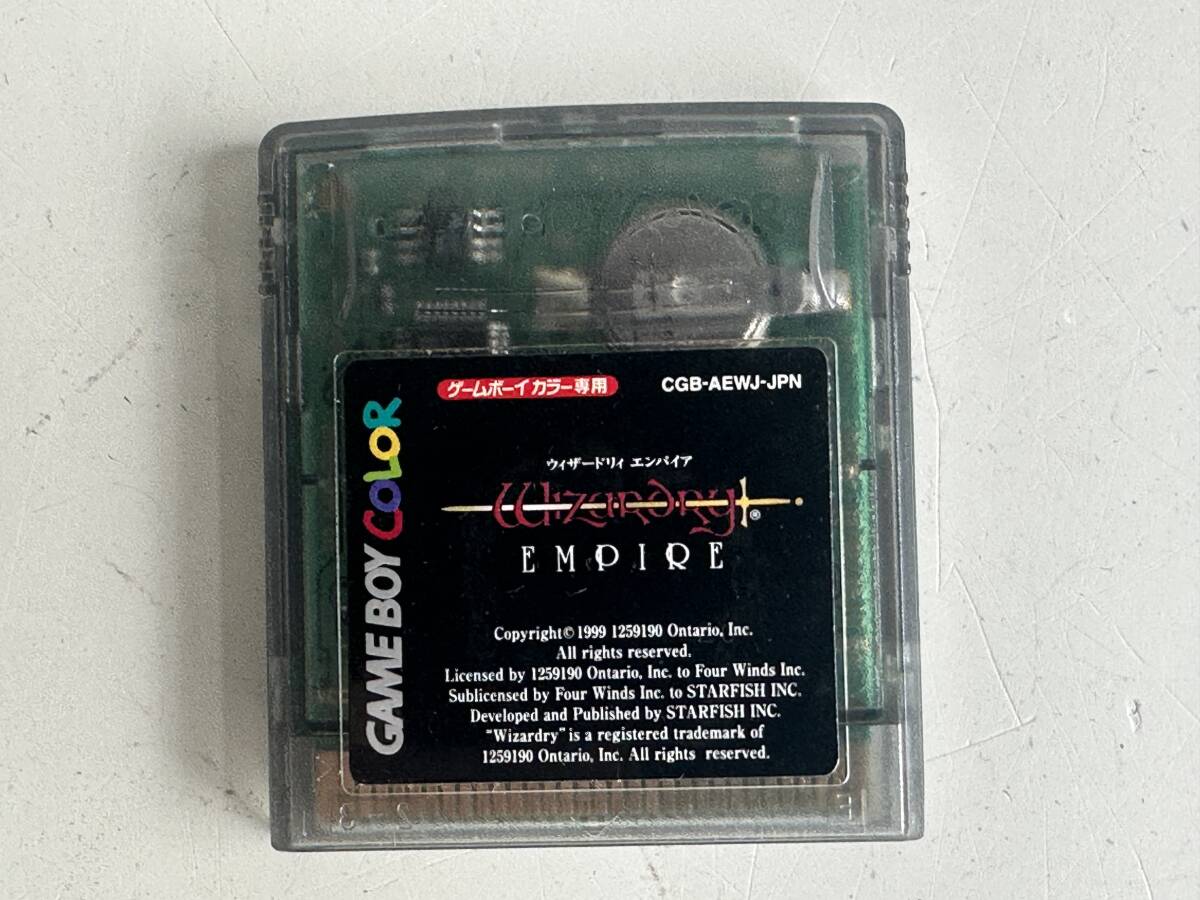 ゲームボーイカラー専用
CGB-AEWJ-JPN
GAME BOY COLOR
ウィザードリィ エンパイア
Wizardry®
EMPIRE
Copyright©1999 1259190 Ontario, Inc.
All rights reserved.
Licensed by 1259190 Ontario, Inc. to Four Winds Inc.
Sublicensed by Four Winds Inc. to STARFISH INC.
Developed and Published by STARFISH INC.
"Wizardry" is a registered trademark of
1259190 Ontario, Inc. All rights reserved.